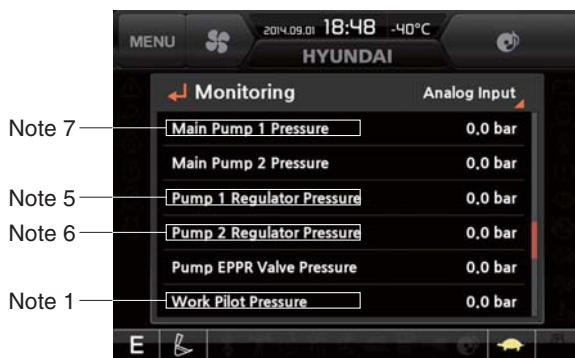 MENU
2014.09.01 18:48 -40°C
HYUNDAI
Monitoring Analog Input
Note 7 Main Pump 1 Pressure 0.0 bar
Main Pump 2 Pressure 0.0 bar
Note 5 Pump 1 Regulator Pressure 0.0 bar
Note 6 Pump 2 Regulator Pressure 0.0 bar
Pump EPPR Valve Pressure 0.0 bar
Note 1 Work Pilot Pressure 0.0 bar
E